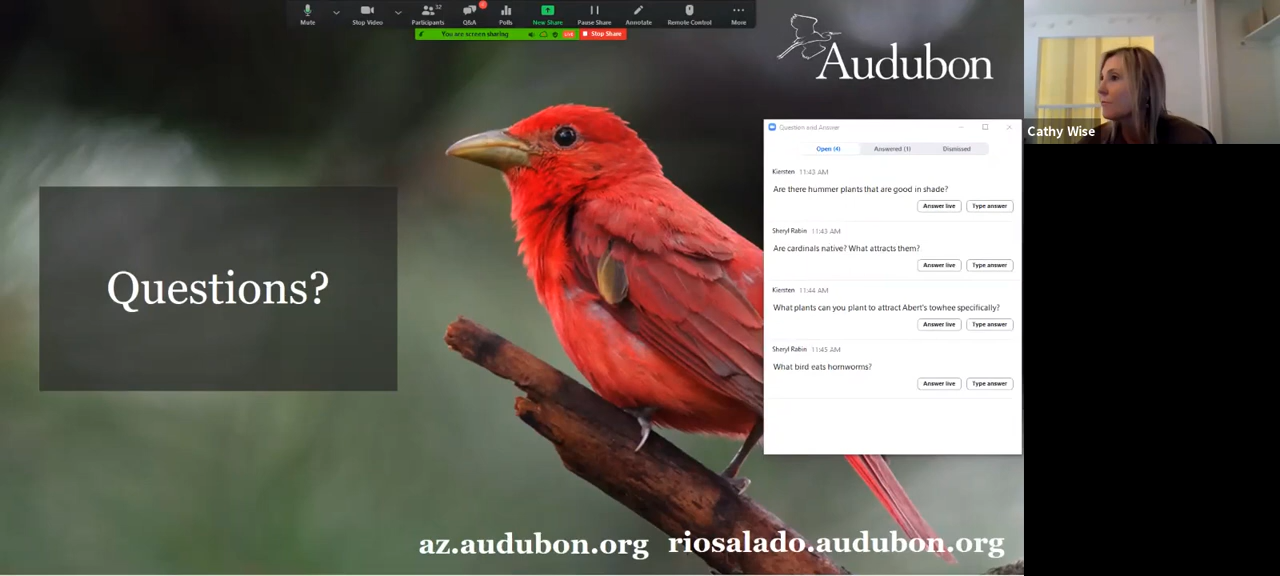 Mute
Stop Video
Participants
32
Q&A
Polls
New Share
Pause Share
Annotate
Remote Control
More
You are screen sharing
Stop Share
Audubon
Cathy Wise
Question and Answer
Open (4)
Answered (1)
Dismissed
Kiersten 11:43 AM
Are there hummer plants that are good in shade?
Answer live
Type answer
Sheryl Rabin 11:43 AM
Are cardinals native? What attracts them?
Answer live
Type answer
Kiersten 11:44 AM
What plants can you plant to attract Abert's towhee specifically?
Answer live
Type answer
Sheryl Rabin 11:45 AM
What bird eats hornworms?
Answer live
Type answer
Questions?
az.audubon.org
riosalado.audubon.org